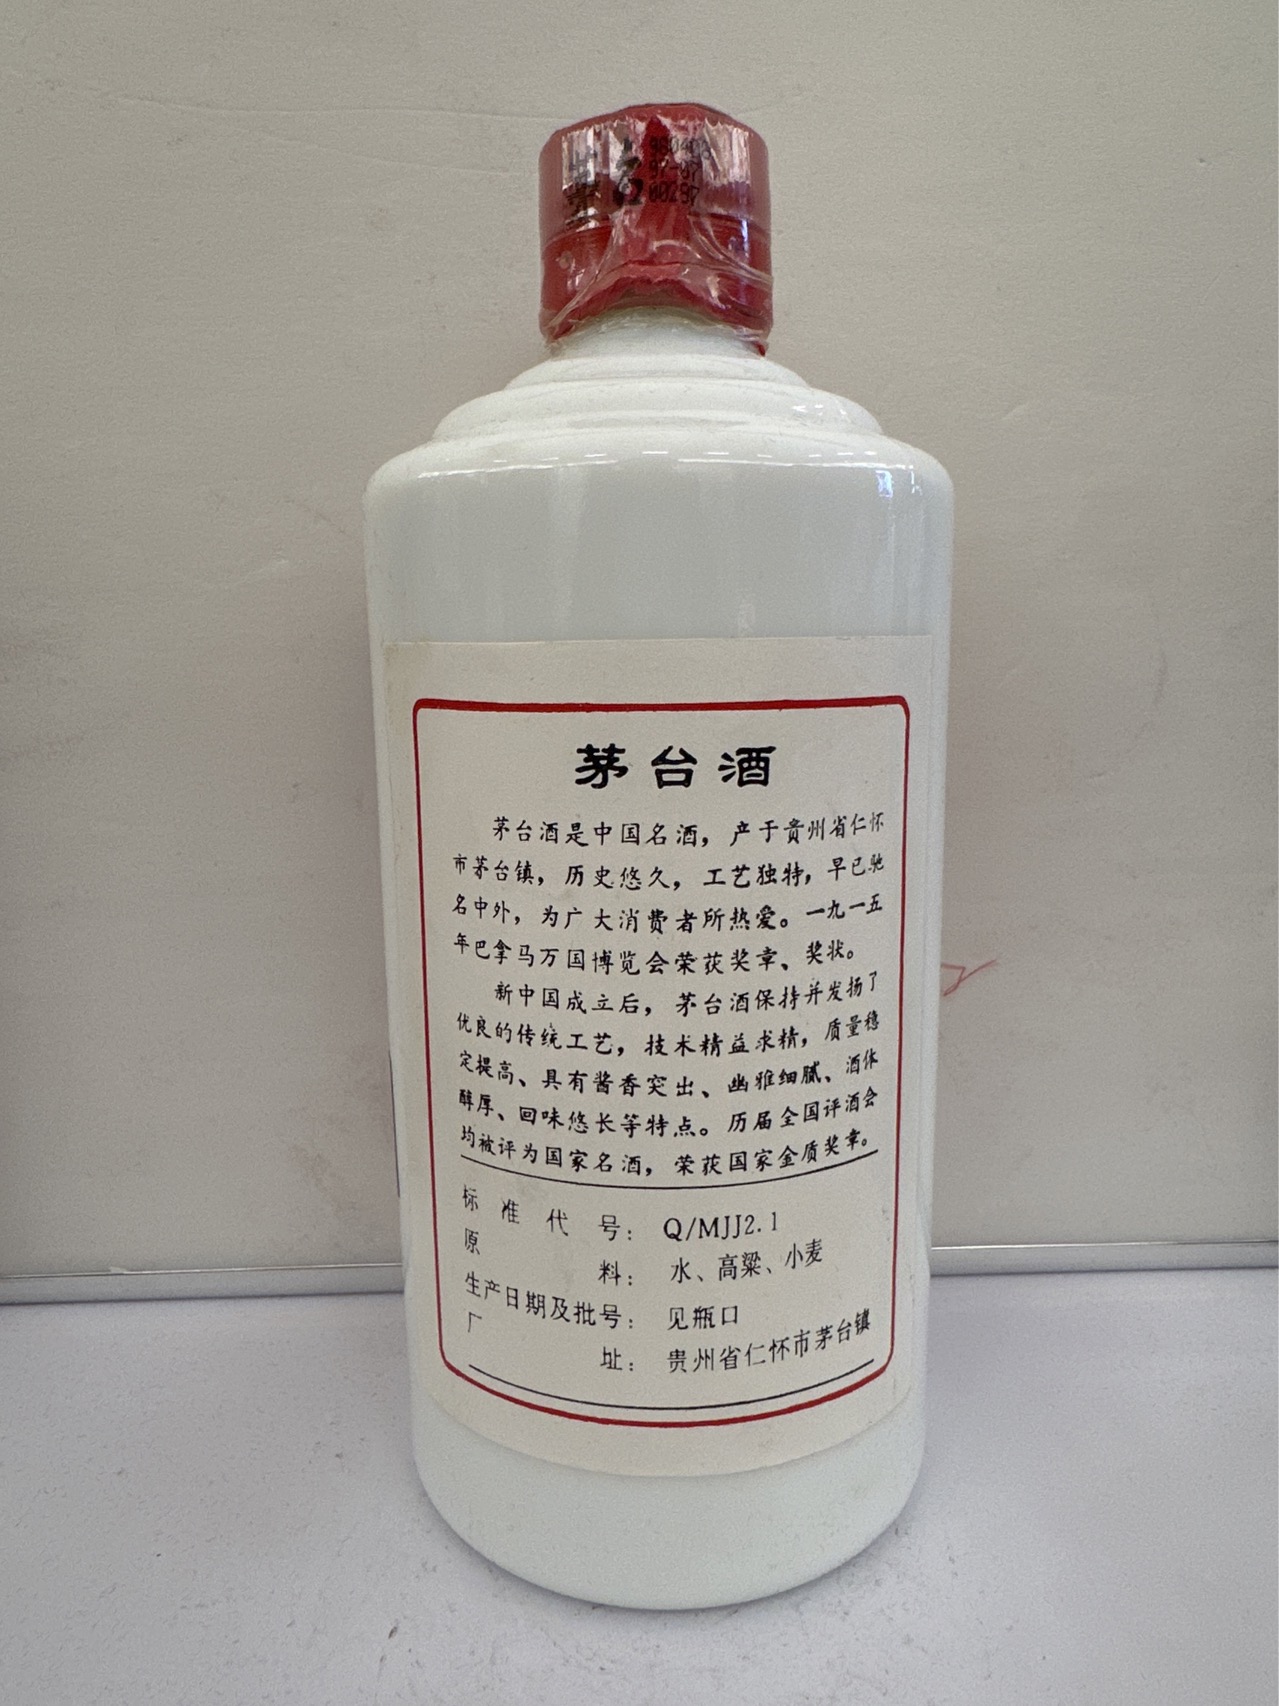 茅台
980403
97-07
00297
茅台酒
茅台酒是中国名酒，产于贵州省仁怀
市茅台镇，历史悠久，工艺独特，早已驰
名中外，为广大消费者所热爱。一九一五
年巴拿马万国博览会荣获奖章、奖状。
新中国成立后，茅台酒保持并发扬了
优良的传统工艺，技术精益求精，质量稳
定提高、具有酱香突出、幽雅细腻、酒体
醇厚、回味悠长等特点。历届全国评酒会
均被评为国家名酒，荣获国家金质奖章。
标准代号：Q/MJJ2.1
原料：水、高粱、小麦
生产日期及批号：见瓶口
厂址：贵州省仁怀市茅台镇